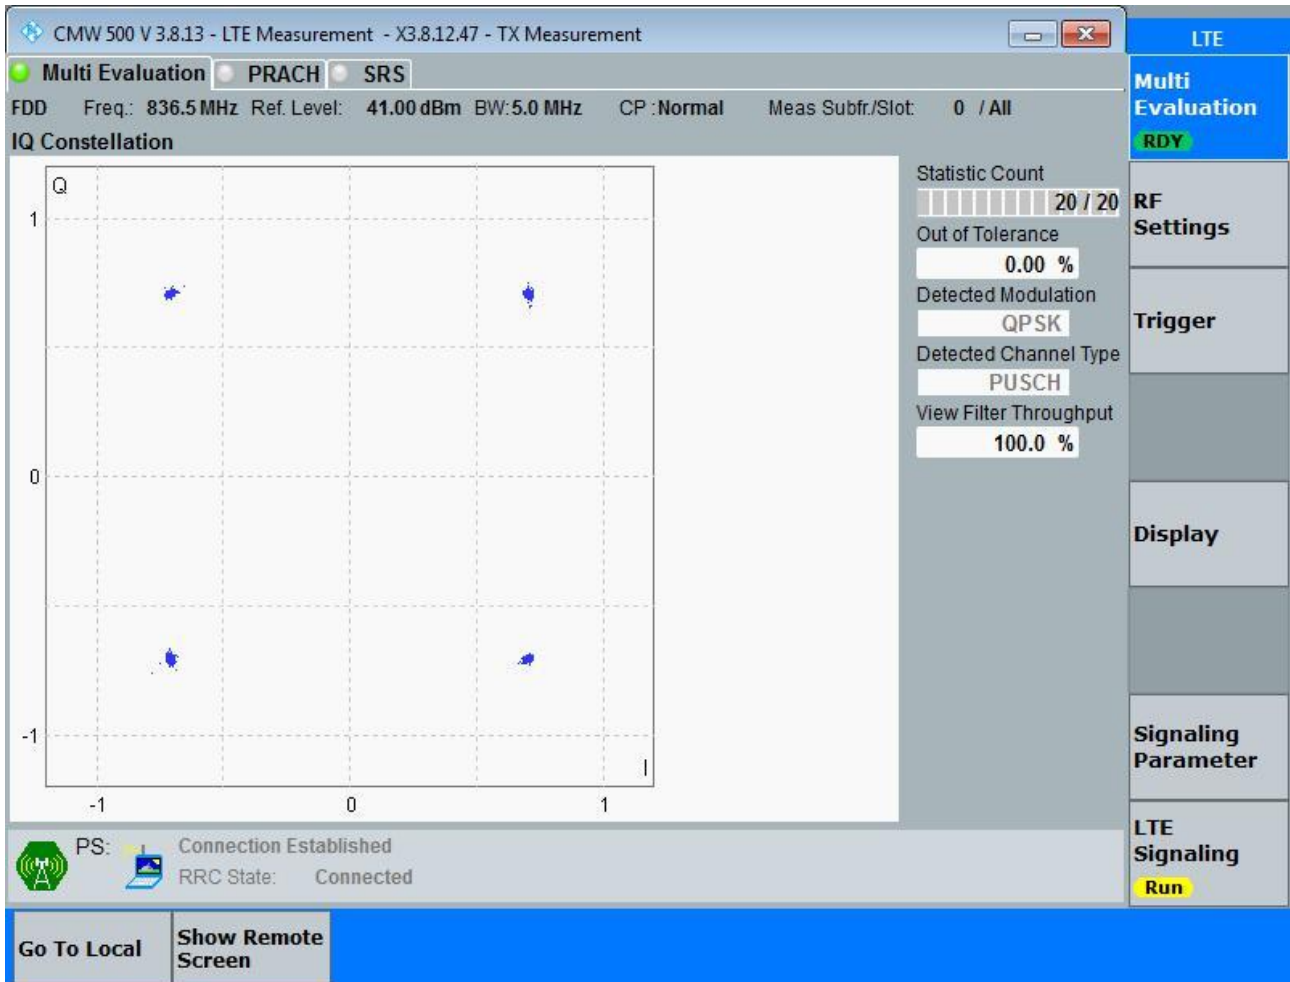 CMW 500 V 3.8.13 - LTE Measurement - X3.8.12.47 - TX Measurement
LTE
Multi Evaluation PRACH SRS
FDD Freq.: 836.5 MHz Ref. Level: 41.00 dBm BW: 5.0 MHz CP : Normal Meas Subfr./Slot: 0 / All
IQ Constellation
Q
1
0
-1
I
-1 0 1
Statistic Count
20 / 20
Out of Tolerance
0.00 %
Detected Modulation
QPSK
Detected Channel Type
PUSCH
View Filter Throughput
100.0 %
Multi
Evaluation
RDY
RF
Settings
Trigger
Display
Signaling
Parameter
LTE
Signaling
Run
PS: Connection Established
RRC State: Connected
Go To Local
Show Remote
Screen